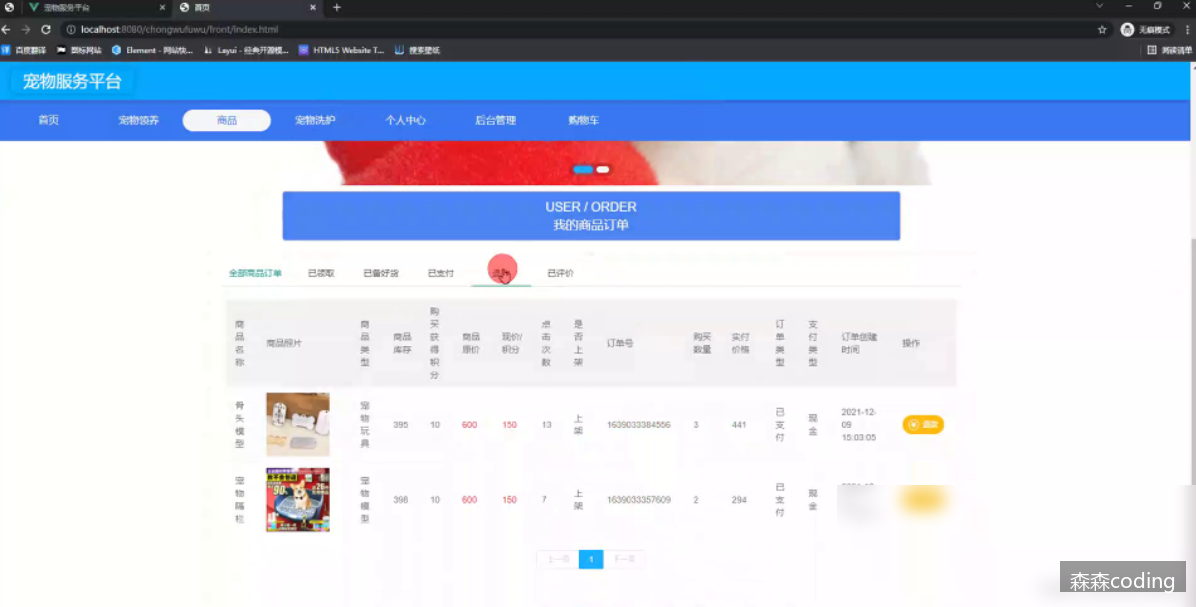 宠物服务平台
首页
localhost:8080/chongwufuwu/front/index.html
无痕模式
百度翻译
图标网站
Element - 网站快...
Layui - 经典开源模...
HTML5 Website T...
搜索壁纸
阅读清单
宠物服务平台
首页 宠物领养 商品 宠物洗护 个人中心 后台管理 购物车
USER / ORDER
我的商品订单
全部商品订单 已领取 已备好货 已支付 已评价
商品名称 商品照片 商品类型 商品库存 购买获得积分 商品原价 现价/积分 点击次数 是否上架 订单号 购买数量 实付价格 订单类型 支付类型 订单创建时间 操作
骨头模型 宠物玩具 395 10 600 150 13 上架 1639033384556 3 441 已支付 现金 2021-12-09 15:03:05 退款
宠物隔栏 宠物模型 398 10 600 150 7 上架 1639033357609 2 294 已支付 现金
上一页 1 下一页
森森coding